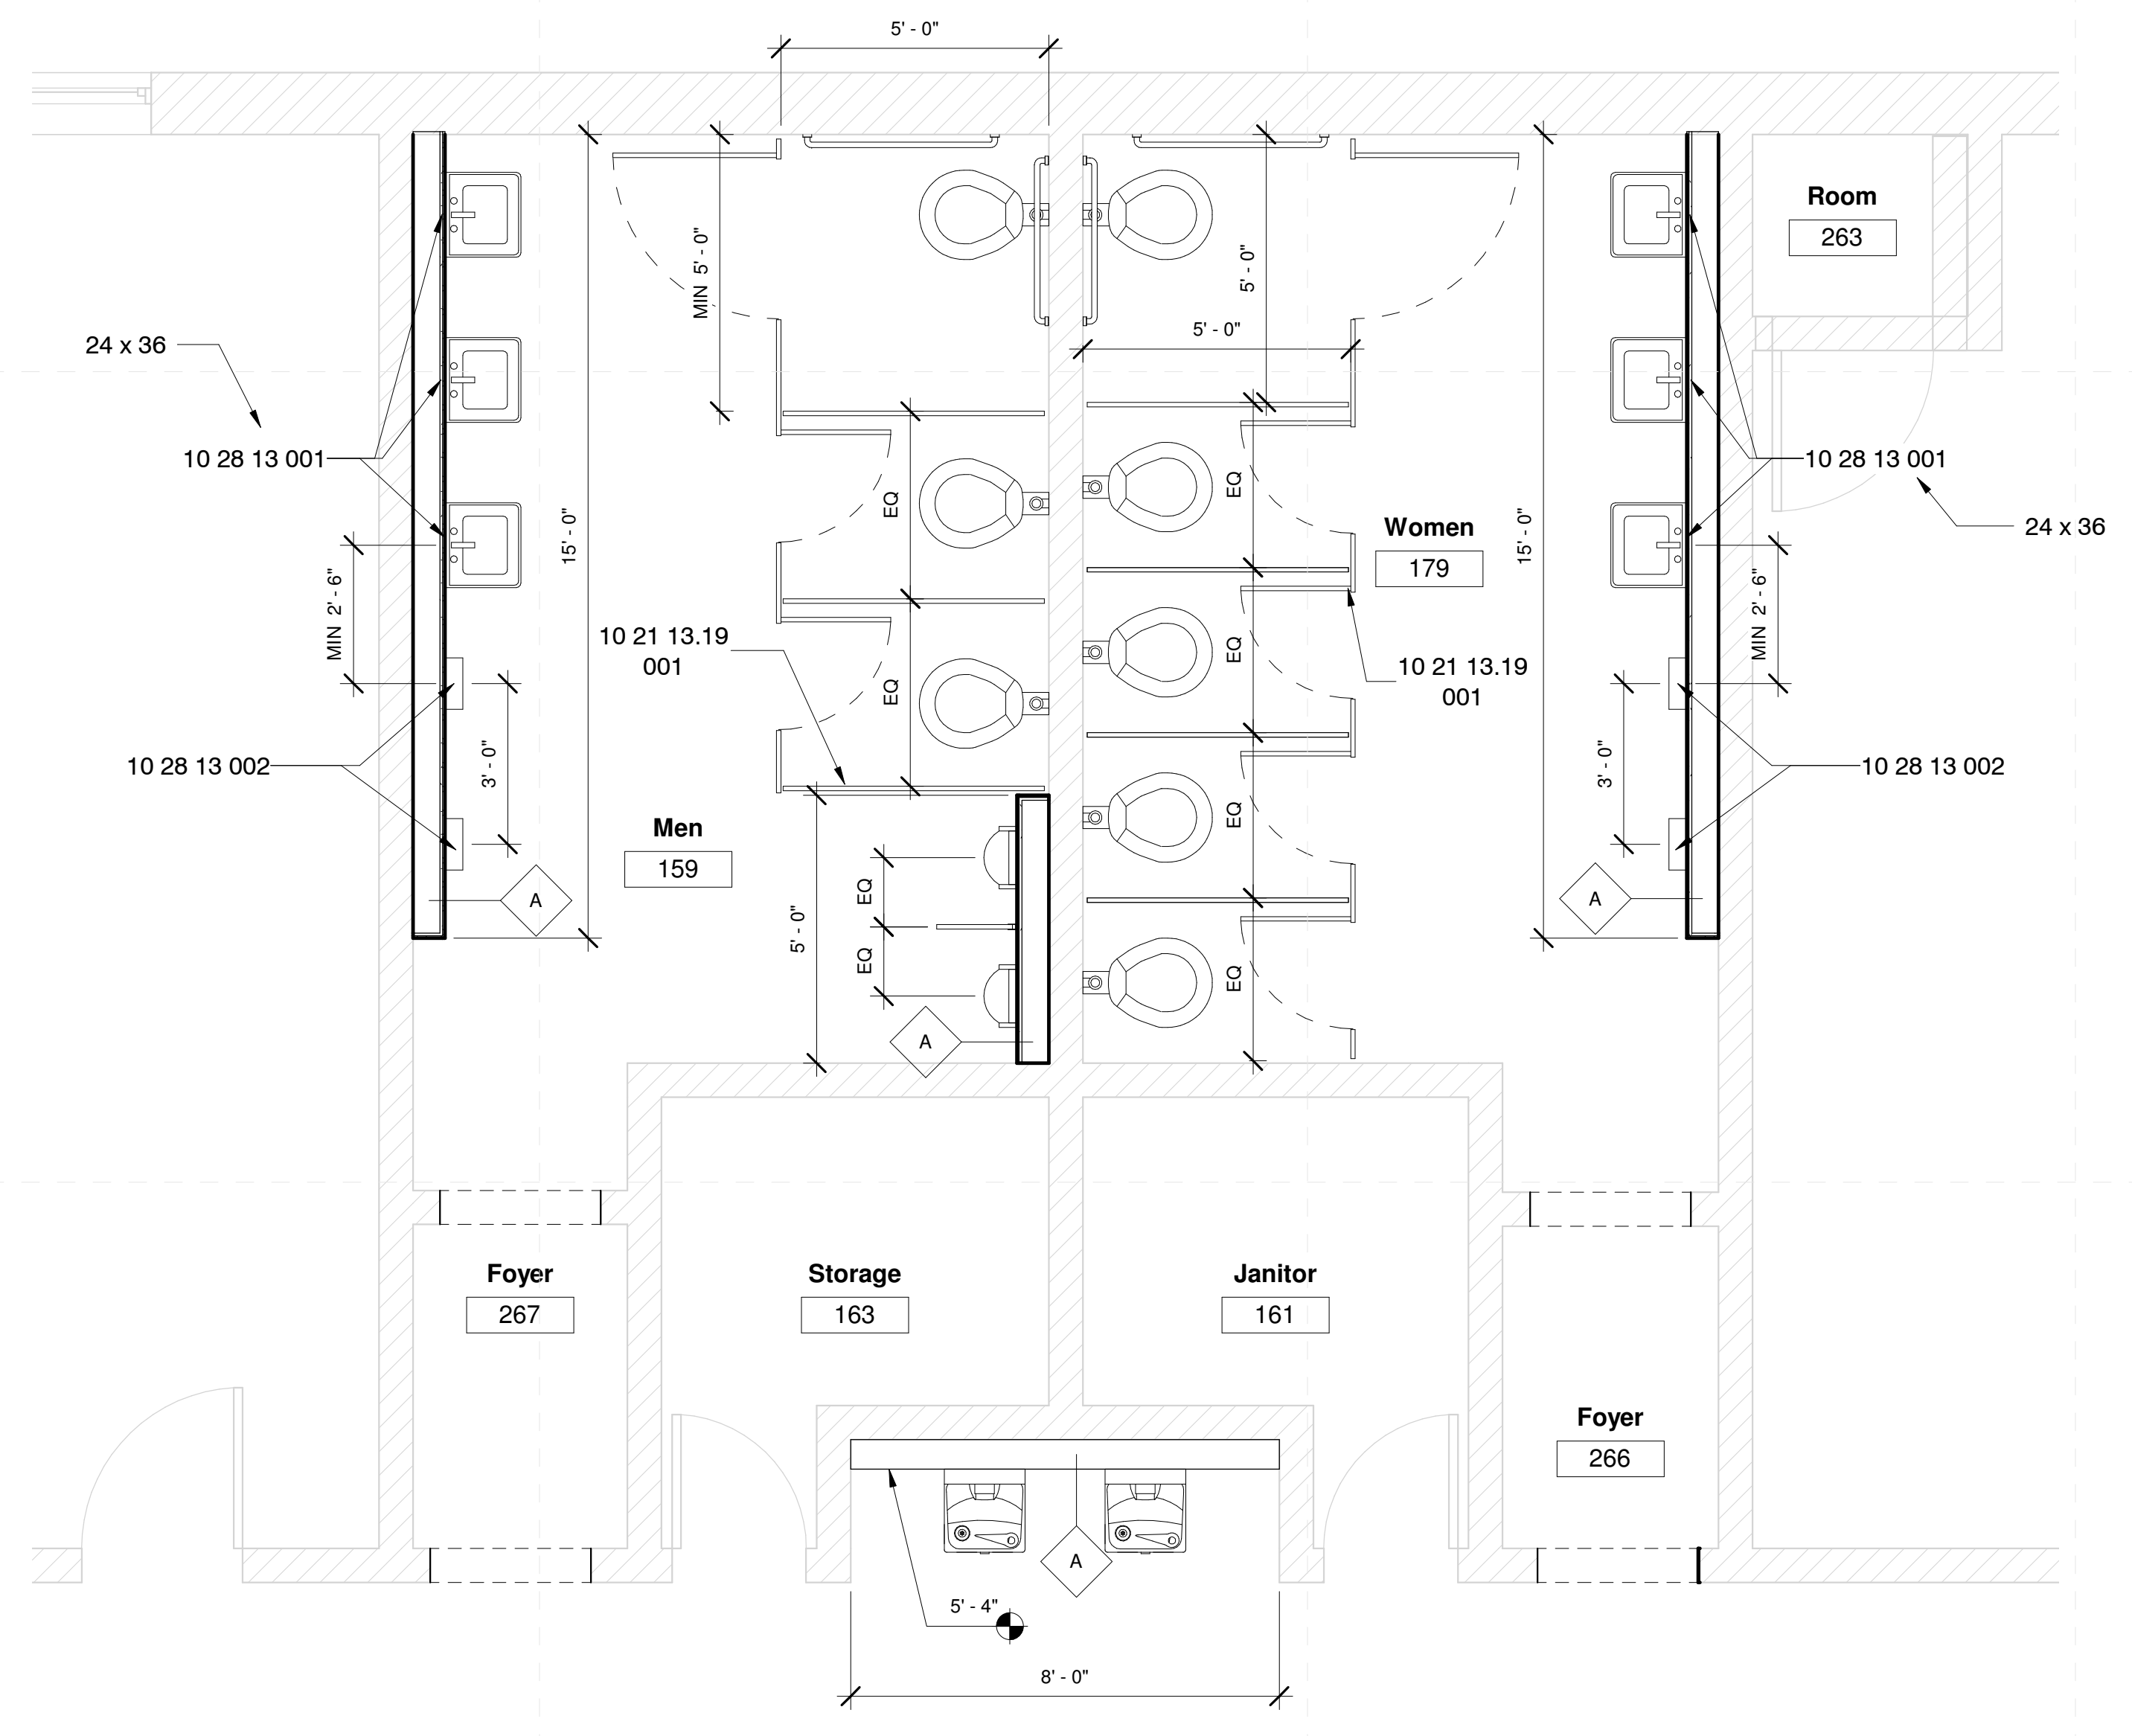 5' - 0"
Room
263
MIN 5' - 0"
5' - 0"
5' - 0"
24 x 36
10 28 13 001
10 28 13 001
24 x 36
EQ
EQ
15' - 0"
15' - 0"
Women
179
MIN 2' - 6"
MIN 2' - 6"
10 21 13.19
001
EQ
EQ
10 21 13.19
001
10 28 13 002
3' - 0"
3' - 0"
10 28 13 002
Men
159
EQ
EQ
A
5' - 0"
EQ
EQ
A
A
Foyer
267
Storage
163
Janitor
161
Foyer
266
A
5' - 4"
8' - 0"